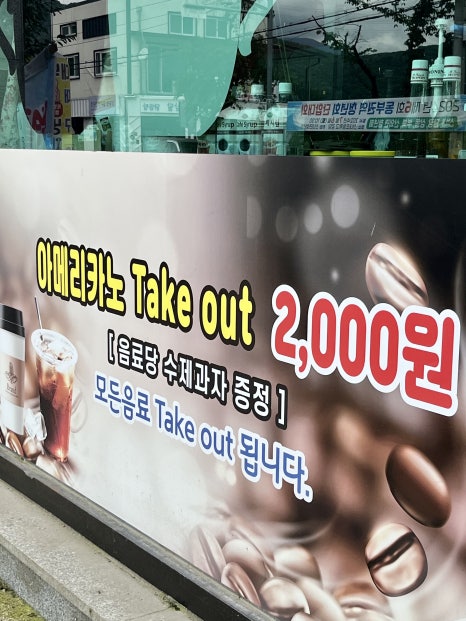 아메리카노 Take out 2,000원
[ 음료당 수제과자 증정 ]
모든음료 Take out 됩니다.